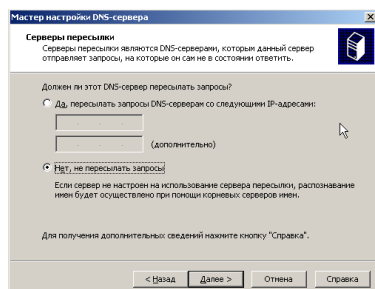 Мастер настройки DNS-сервера
Серверы пересылки
Серверы пересылки являются DNS-серверами, которым данный сервер
отправляет запросы, на которые он сам не в состоянии ответить.
Должен ли этот DNS-сервер пересылать запросы?
Да, пересылать запросы DNS-серверам со следующими IP-адресами:
(дополнительно)
Нет, не пересылать запросы
Если сервер не настроен на использование сервера пересылки, распознавание
имен будет осуществлено при помощи корневых серверов имен.
Для получения дополнительных сведений нажмите кнопку "Справка".
< Назад Далее > Отмена Справка